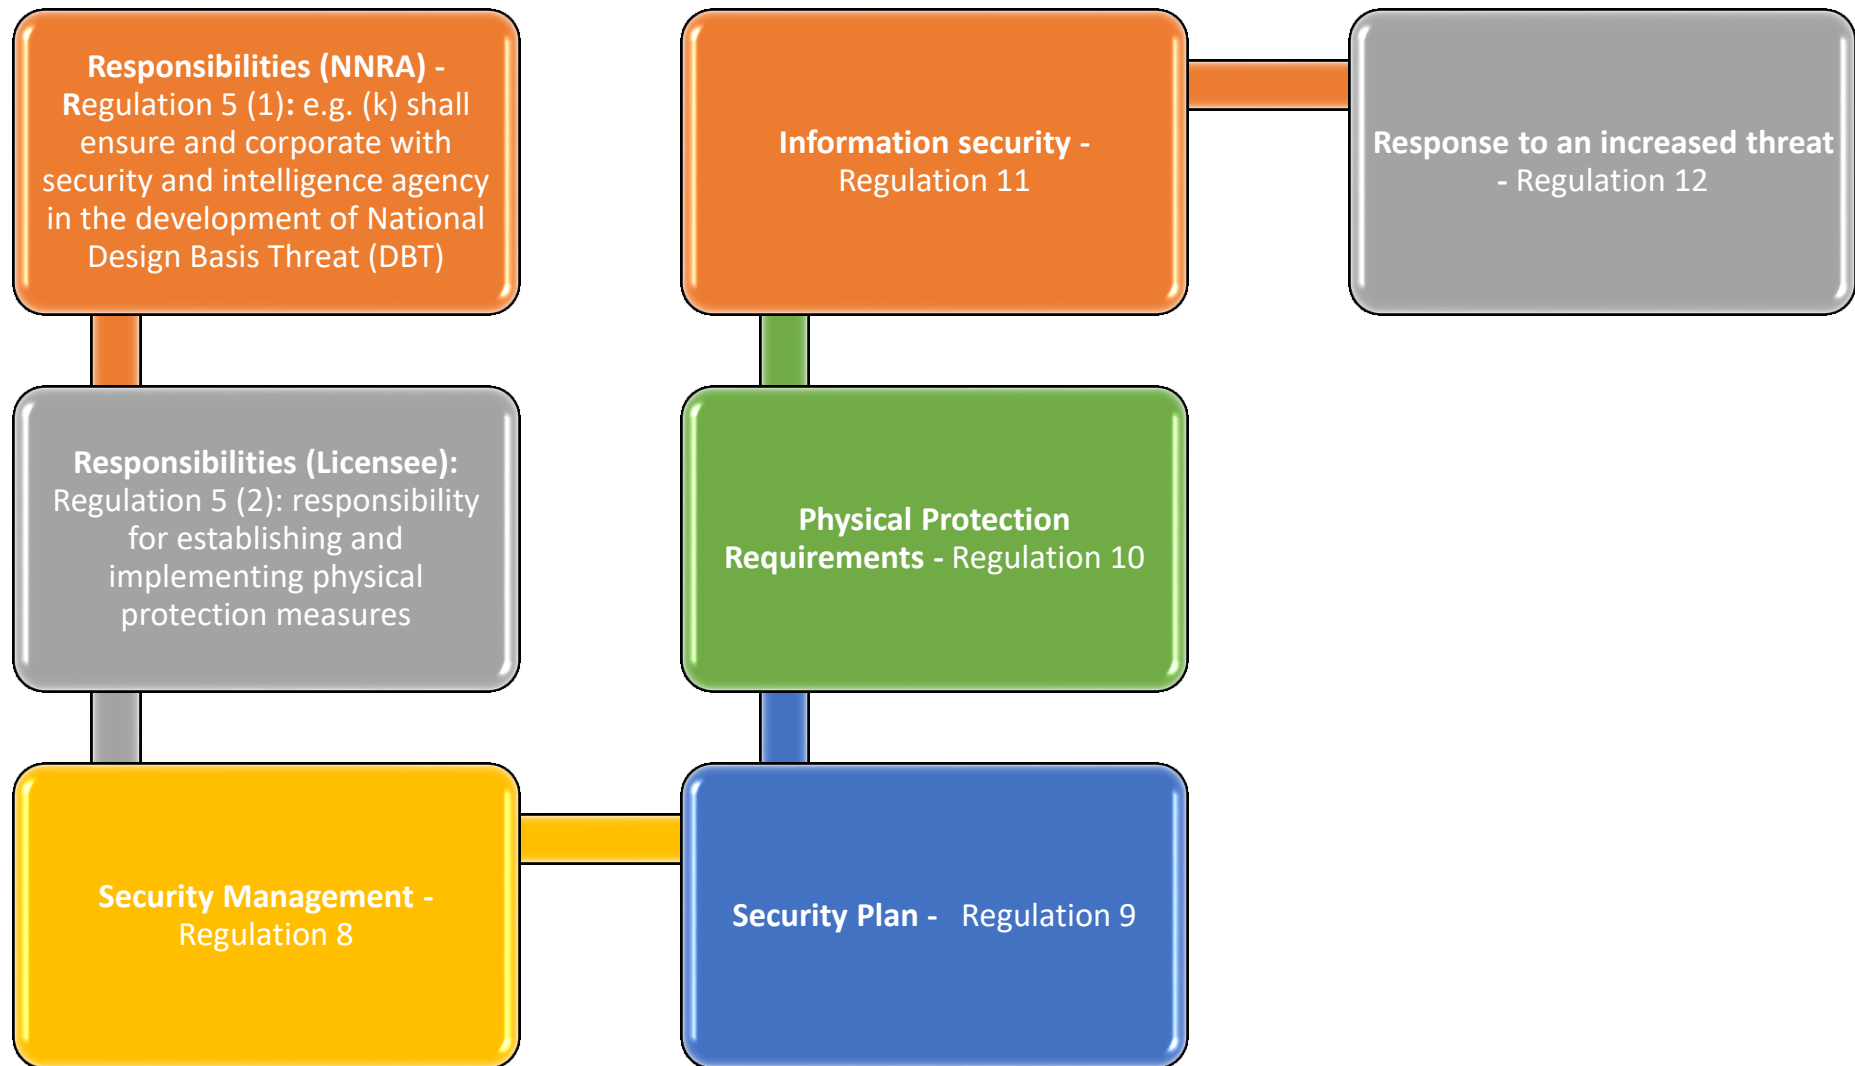 Responsibilities (NNRA) -
Regulation 5 (1): e.g. (k) shall
ensure and corporate with
security and intelligence agency
in the development of National
Design Basis Threat (DBT)
Responsibilities (Licensee):
Regulation 5 (2): responsibility
for establishing and
implementing physical
protection measures
Security Management -
Regulation 8
Security Plan - Regulation 9
Physical Protection
Requirements - Regulation 10
Information security -
Regulation 11
Response to an increased threat
- Regulation 12